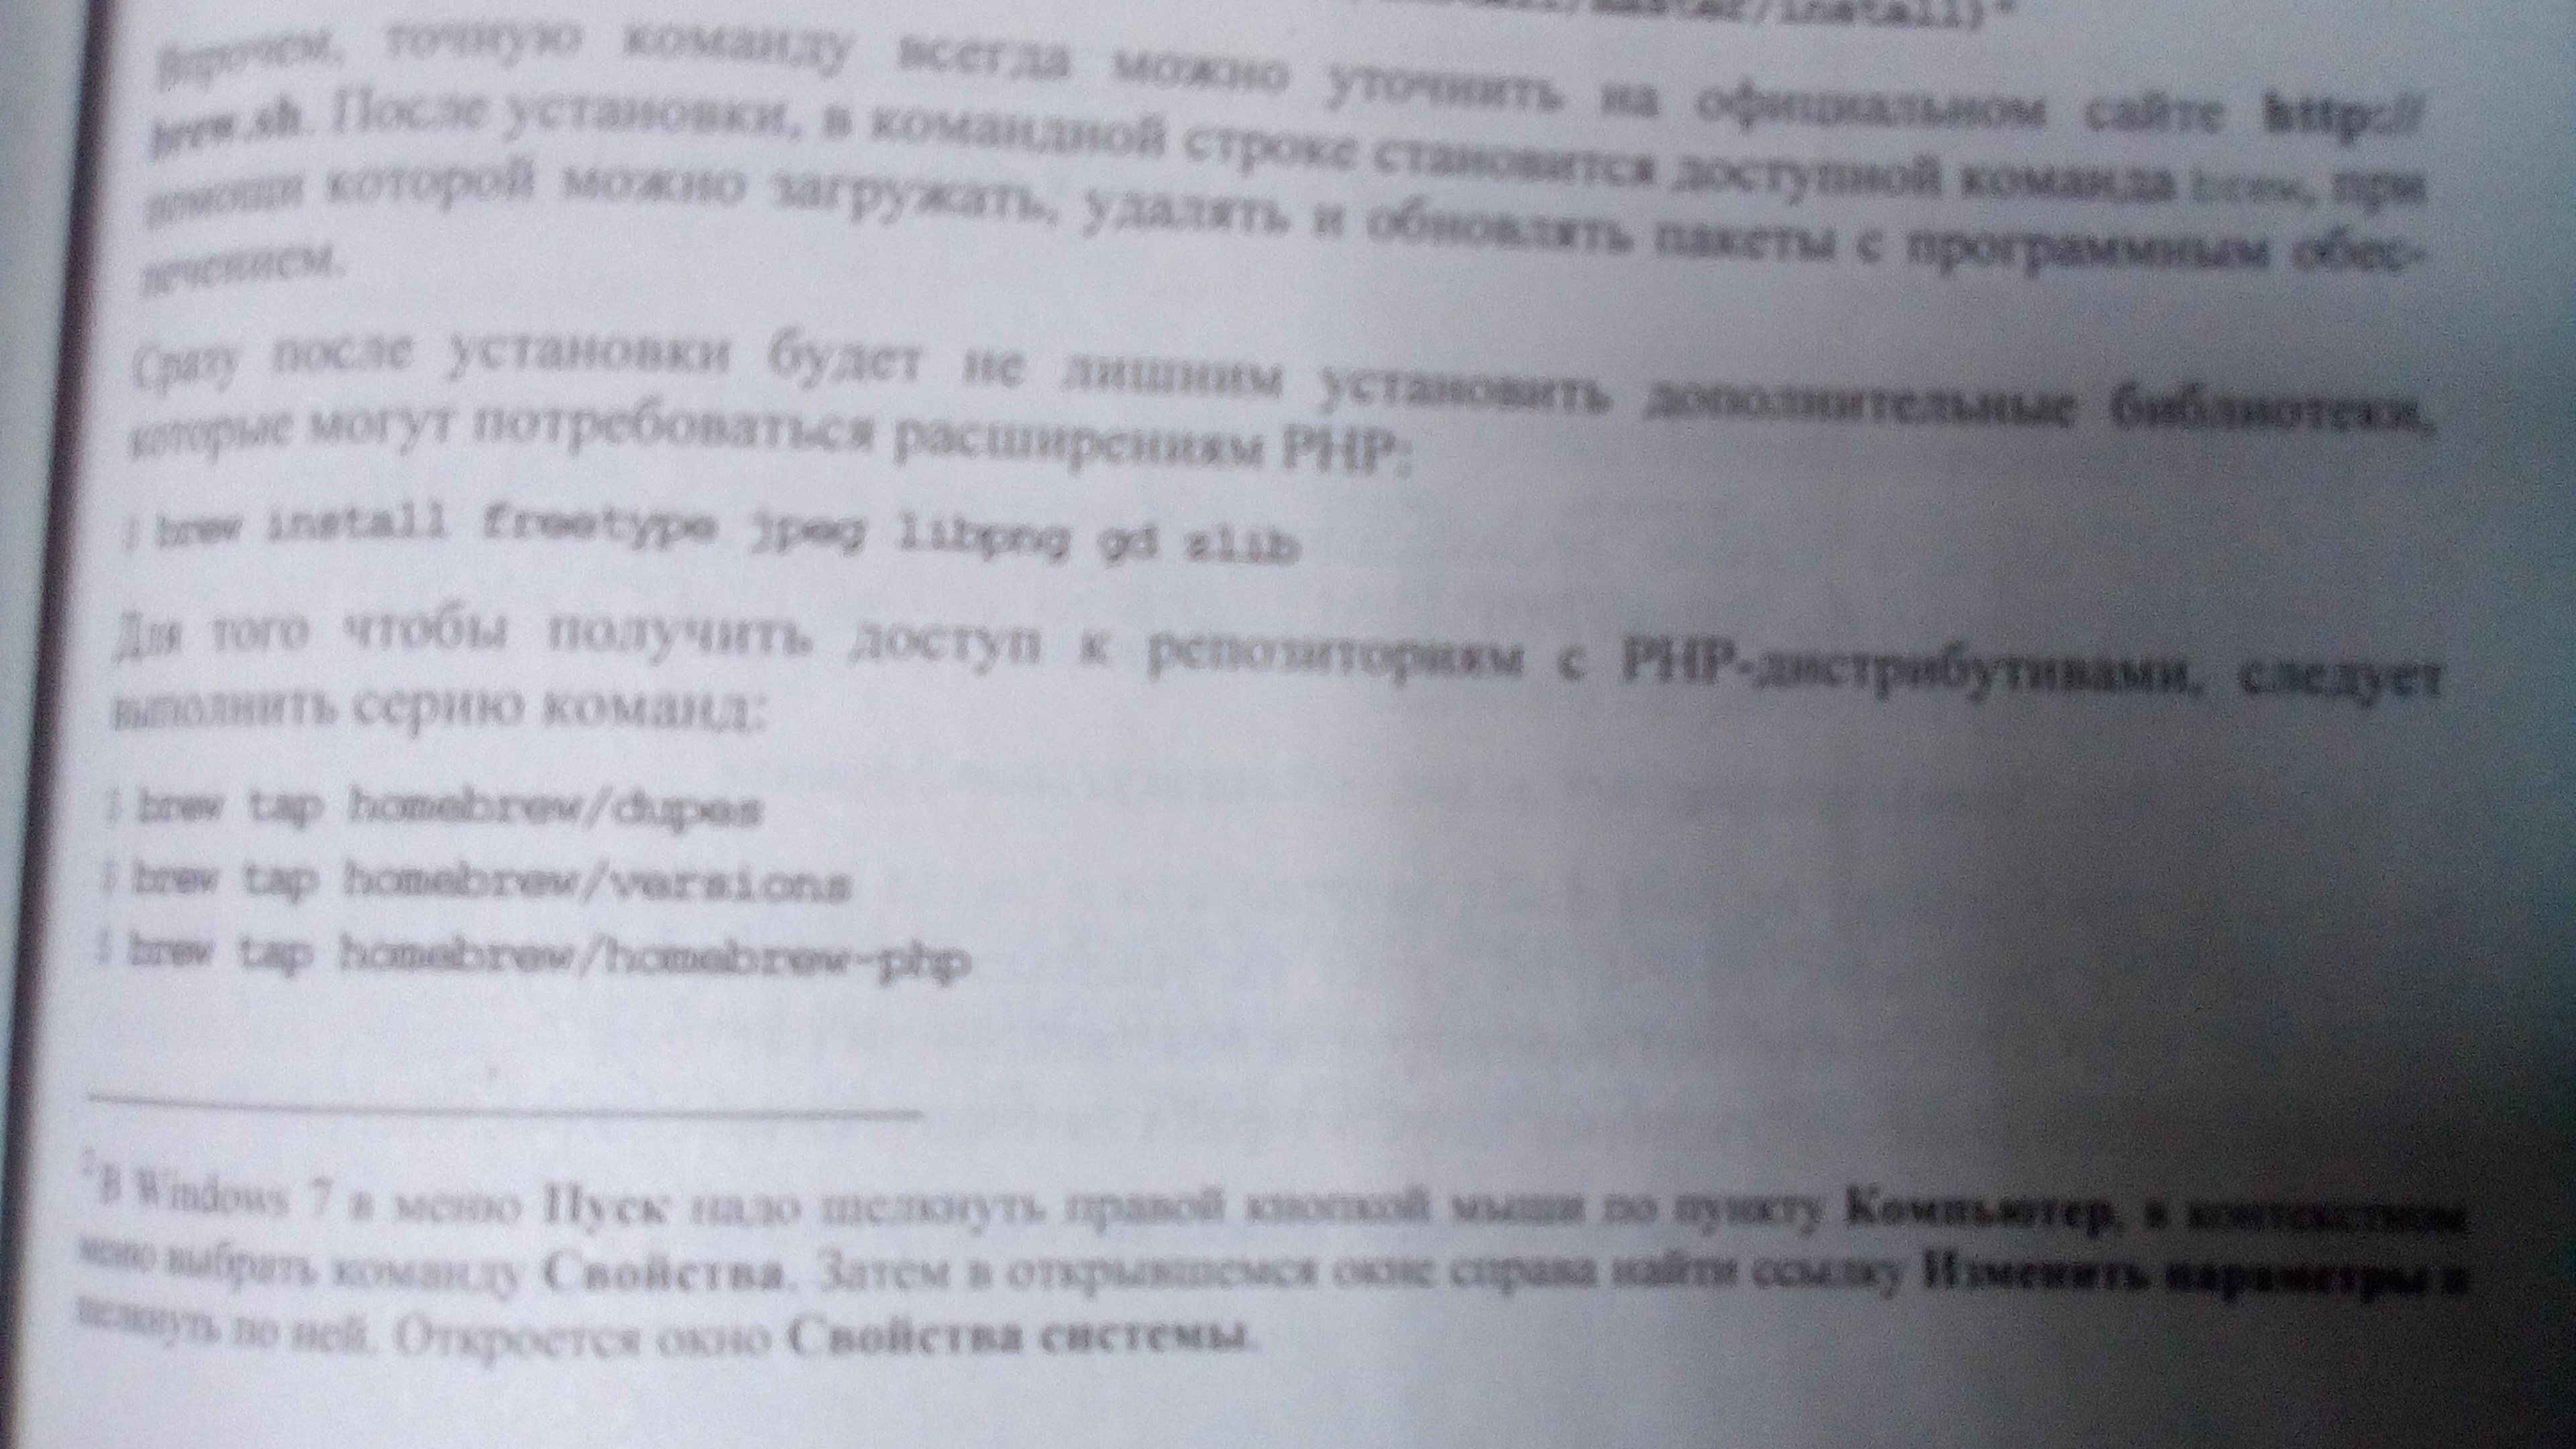 /master/install)"
Впрочем, точную команду всегда можно уточнить на официальном сайте http://
brew.sh. После установки, в командной строке становится доступной команда brew, при
помощи которой можно загружать, удалять и обновлять пакеты с программным обес-
печением.
Сразу после установки будет не лишним установить дополнительные библиотеки,
которые могут потребоваться расширениям PHP:
$ brew install freetype jpeg libpng gd zlib
Для того чтобы получить доступ к репозиториям с PHP-дистрибутивами, следует
выполнить серию команд:
$ brew tap homebrew/dupes
$ brew tap homebrew/versions
$ brew tap homebrew/homebrew-php
2 В Windows 7 в меню Пуск надо щелкнуть правой кнопкой мыши по пункту Компьютер, в контекстном
меню выбрать команду Свойства. Затем в открывшемся окне справа найти ссылку Изменить параметры и
щелкнуть по ней. Откроется окно Свойства системы.